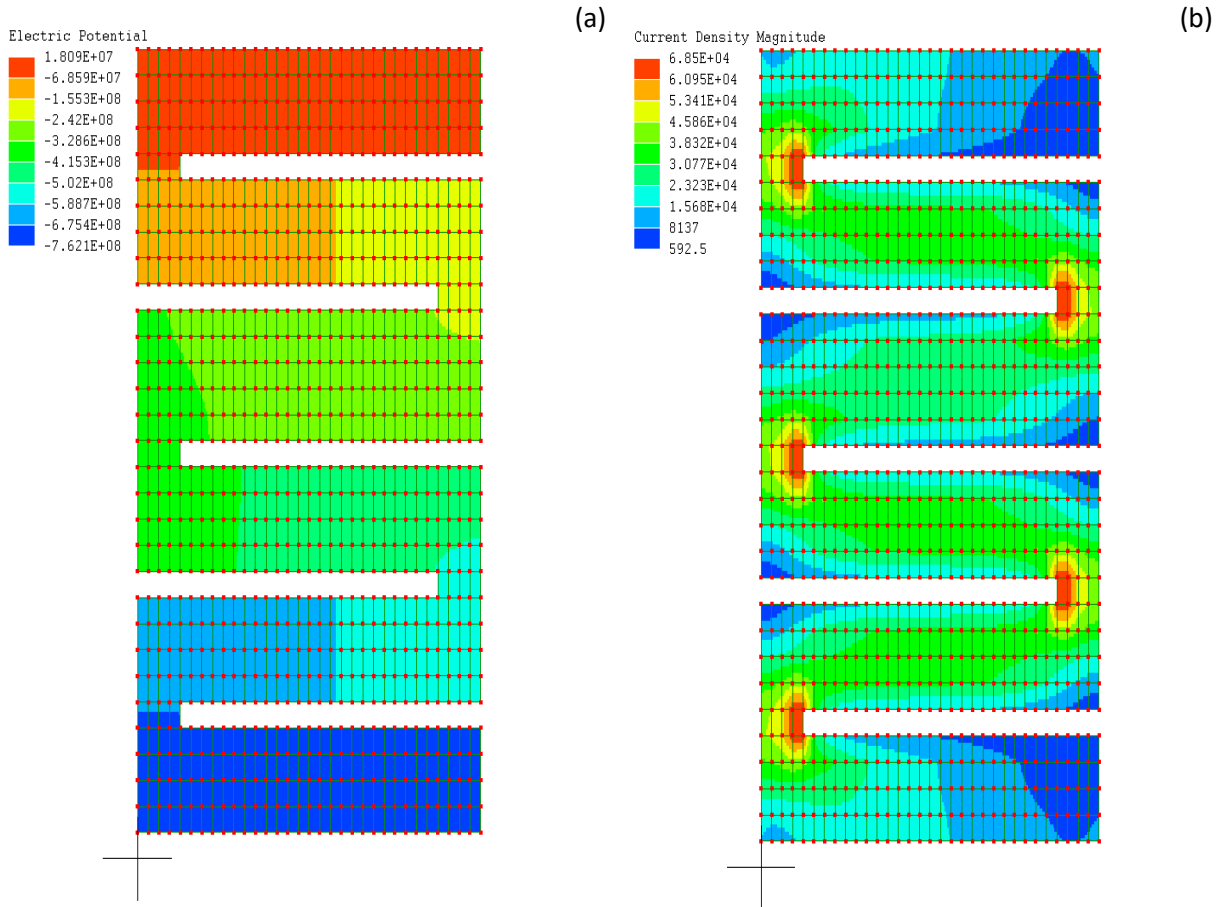 (a)
Electric Potential
1.809E+07
-6.859E+07
-1.553E+08
-2.42E+08
-3.286E+08
-4.153E+08
-5.02E+08
-5.887E+08
-6.754E+08
-7.621E+08
(b)
Current Density Magnitude
6.85E+04
6.095E+04
5.341E+04
4.586E+04
3.832E+04
3.077E+04
2.323E+04
1.568E+04
8137
592.5